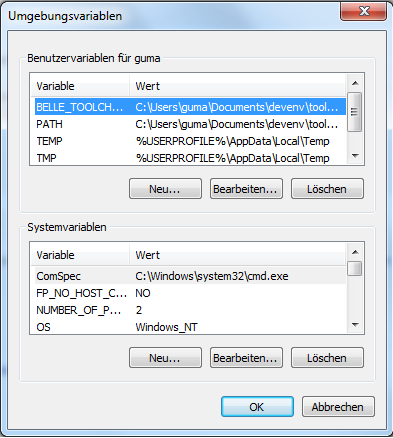 Umgebungsvariablen
Benutzervariablen für guma
Variable Wert
BELLE_TOOLCH... C:\Users\guma\Documents\devenv\tool...
PATH C:\Users\guma\Documents\devenv\tool...
TEMP %USERPROFILE%\AppData\Local\Temp
TMP %USERPROFILE%\AppData\Local\Temp
Neu... Bearbeiten... Löschen
Systemvariablen
Variable Wert
ComSpec C:\Windows\system32\cmd.exe
FP_NO_HOST_C... NO
NUMBER_OF_P... 2
OS Windows_NT
Neu... Bearbeiten... Löschen
OK Abbrechen